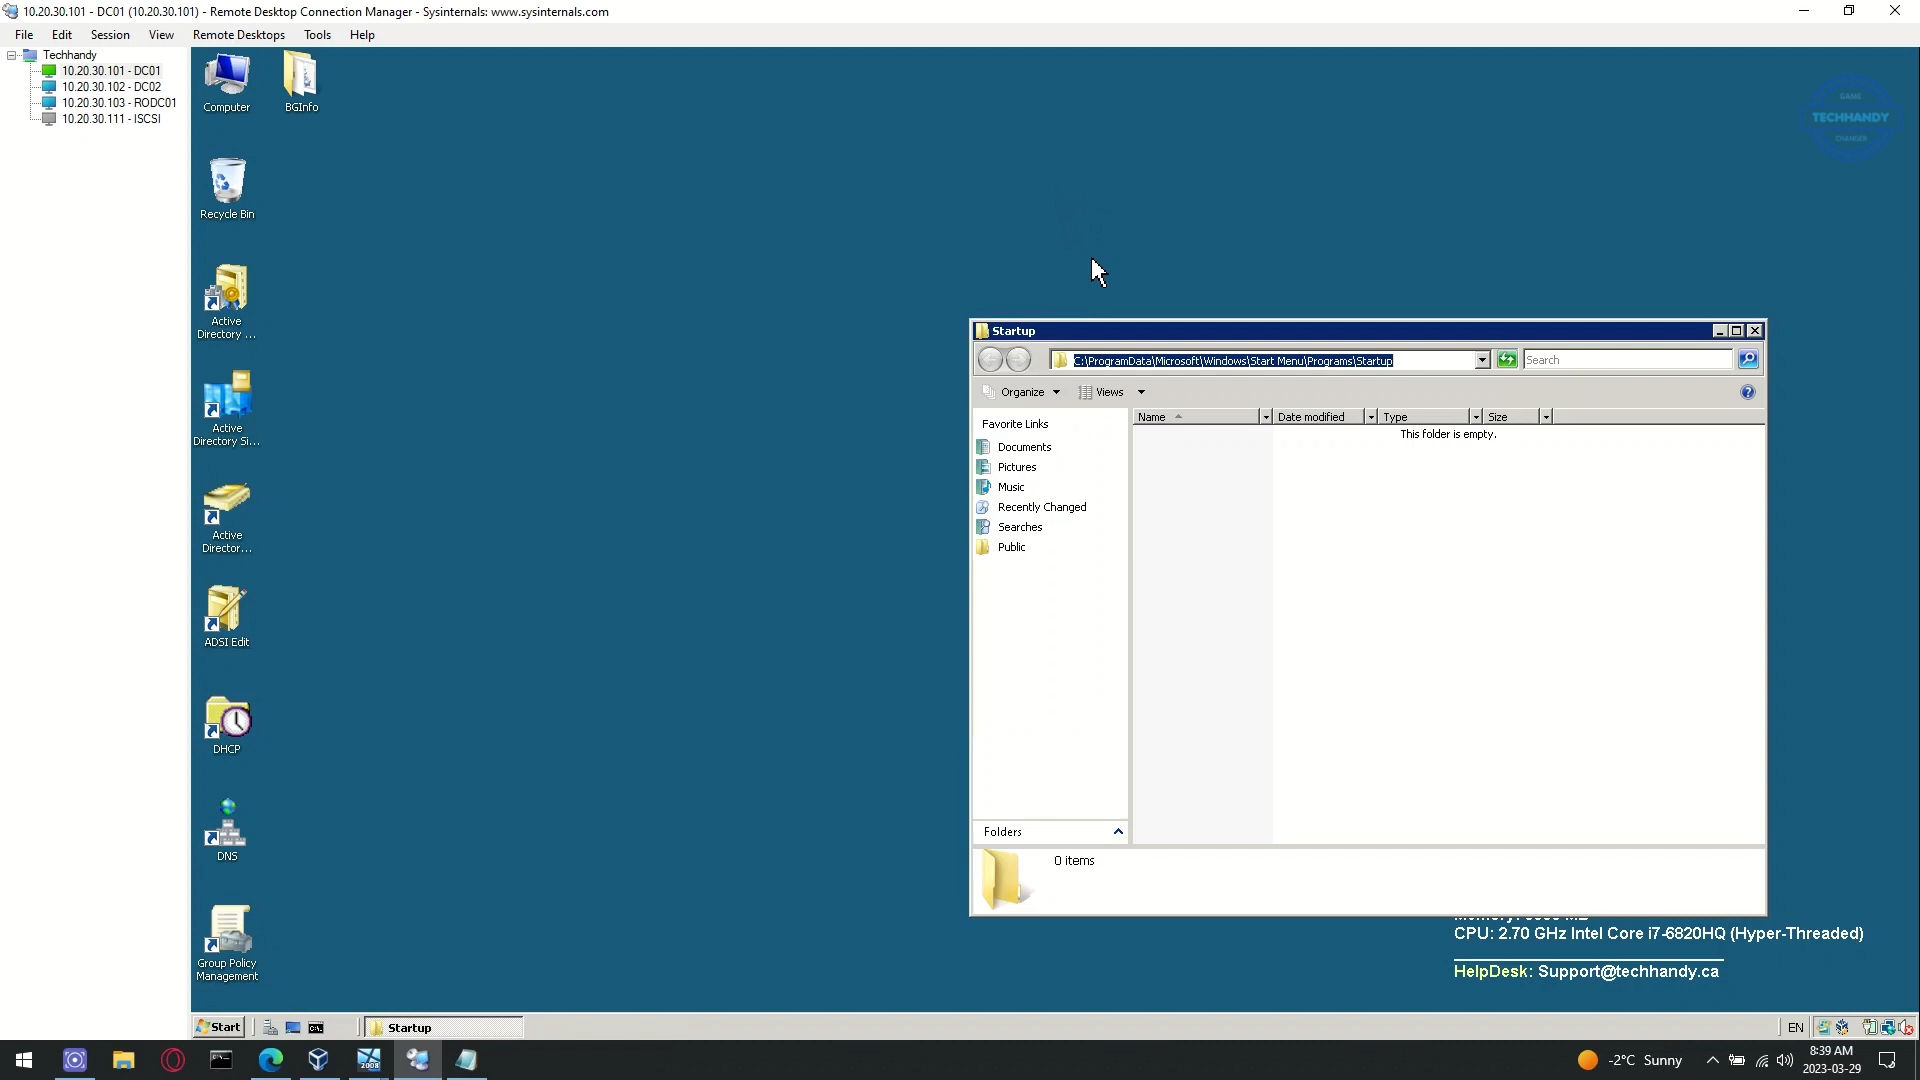 10.20.30.101 - DC01 (10.20.30.101) - Remote Desktop Connection Manager - Sysinternals: www.sysinternals.com
File Edit Session View Remote Desktops Tools Help
Techhandy
10.20.30.101 - DC01
10.20.30.102 - DC02
10.20.30.103 - RODC01
10.20.30.111 - ISCSI
Computer
BGInfo
Recycle Bin
Active
Directory ...
Active
Directory Si...
Active
Director...
ADSI Edit
DHCP
DNS
Group Policy
Management
GAME
TECHHANDY
CHANGER
Startup
C:\ProgramData\Microsoft\Windows\Start Menu\Programs\Startup
Search
Organize Views
Favorite Links
Documents
Pictures
Music
Recently Changed
Searches
Public
Folders
Name Date modified Type Size
This folder is empty.
0 items
CPU: 2.70 GHz Intel Core i7-6820HQ (Hyper-Threaded)
HelpDesk: Support@techhandy.ca
Start
Startup
EN
2008
-2°C Sunny
8:39 AM
2023-03-29